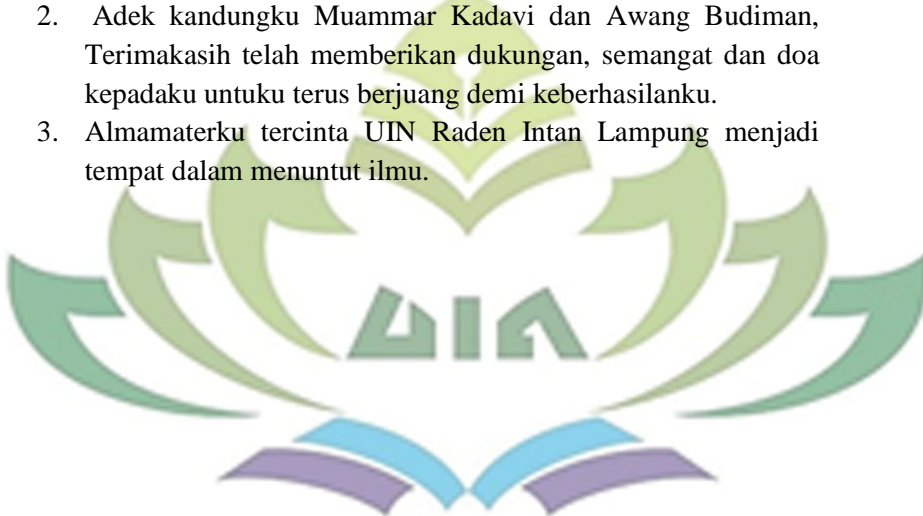 2. Adek kandungku Muammar Kadavi dan Awang Budiman,
Terimakasih telah memberikan dukungan, semangat dan doa
kepadaku untuku terus berjuang demi keberhasilanku.
3. Almamaterku tercinta UIN Raden Intan Lampung menjadi
tempat dalam menuntut ilmu.
UIN